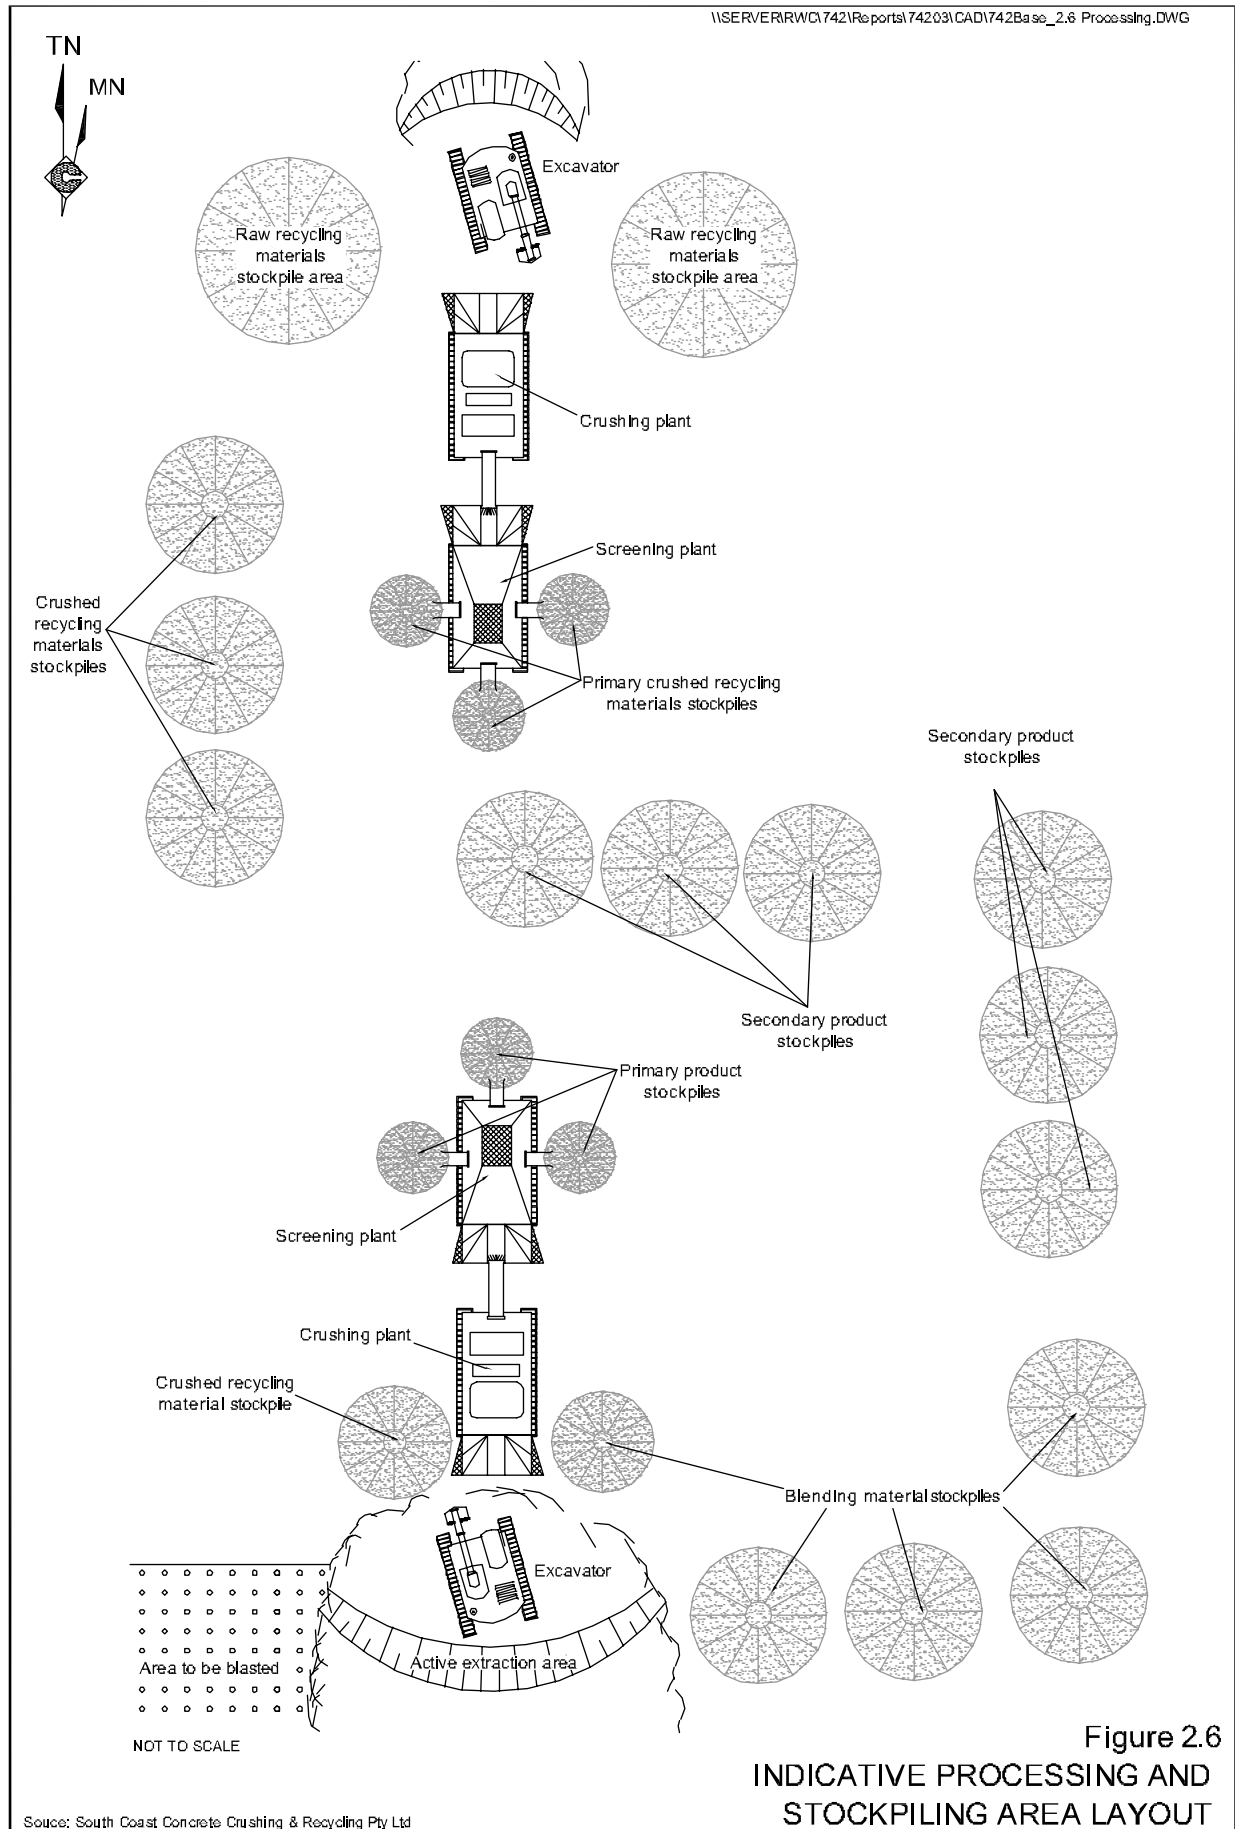 \\SERVER\RWC\742\Reports\74203\CAD\742Base_2.6 Processing.DWG
TN
MN
Excavator
Raw recycling
materials
stockpile area
Raw recycling
materials
stockpile area
Crushing plant
Screening plant
Crushed
recycling
materials
stockpiles
Primary crushed recycling
materials stockpiles
Secondary product
stockpiles
Secondary product
stockpiles
Primary product
stockpiles
Screening plant
Crushing plant
Crushed recycling
material stockpile
Blending material stockpiles
Excavator
Area to be blasted
Active extraction area
NOT TO SCALE
Figure 2.6
INDICATIVE PROCESSING AND
STOCKPILING AREA LAYOUT
Souce: South Coast Concrete Crushing & Recycling Pty Ltd